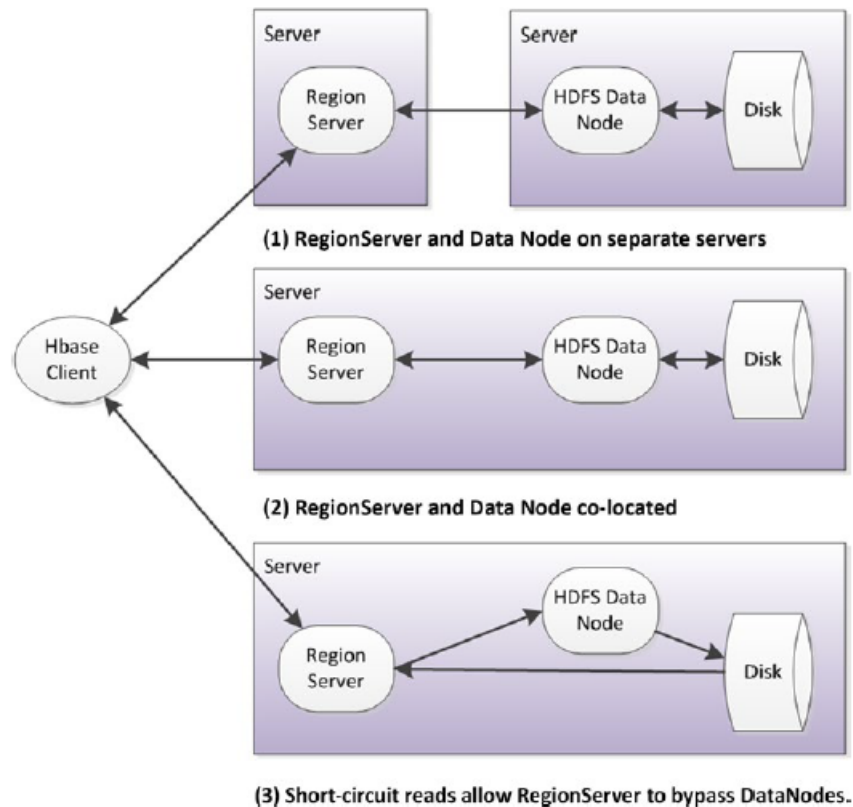 Server
Server
Region
Server
HDFS Data
Node
Disk
(1) RegionServer and Data Node on separate servers
Server
Hbase
Client
Region
Server
HDFS Data
Node
Disk
(2) RegionServer and Data Node co-located
Server
HDFS Data
Node
Region
Server
Disk
(3) Short-circuit reads allow RegionServer to bypass DataNodes.